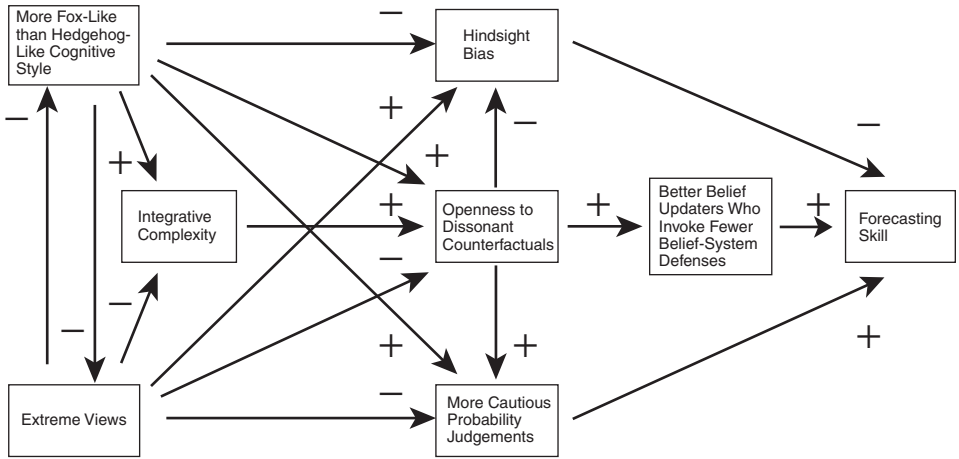 More Fox-Like
than Hedgehog-
Like Cognitive
Style
−
Hindsight
Bias
−
+
−
−
+
+
+
Integrative
Complexity
Openness to
Dissonant
Counterfactuals
+
Better Belief
Updaters Who
Invoke Fewer
Belief-System
Defenses
+
Forecasting
Skill
−
−
−
+
+
+
−
Extreme Views
More Cautious
Probability
Judgements